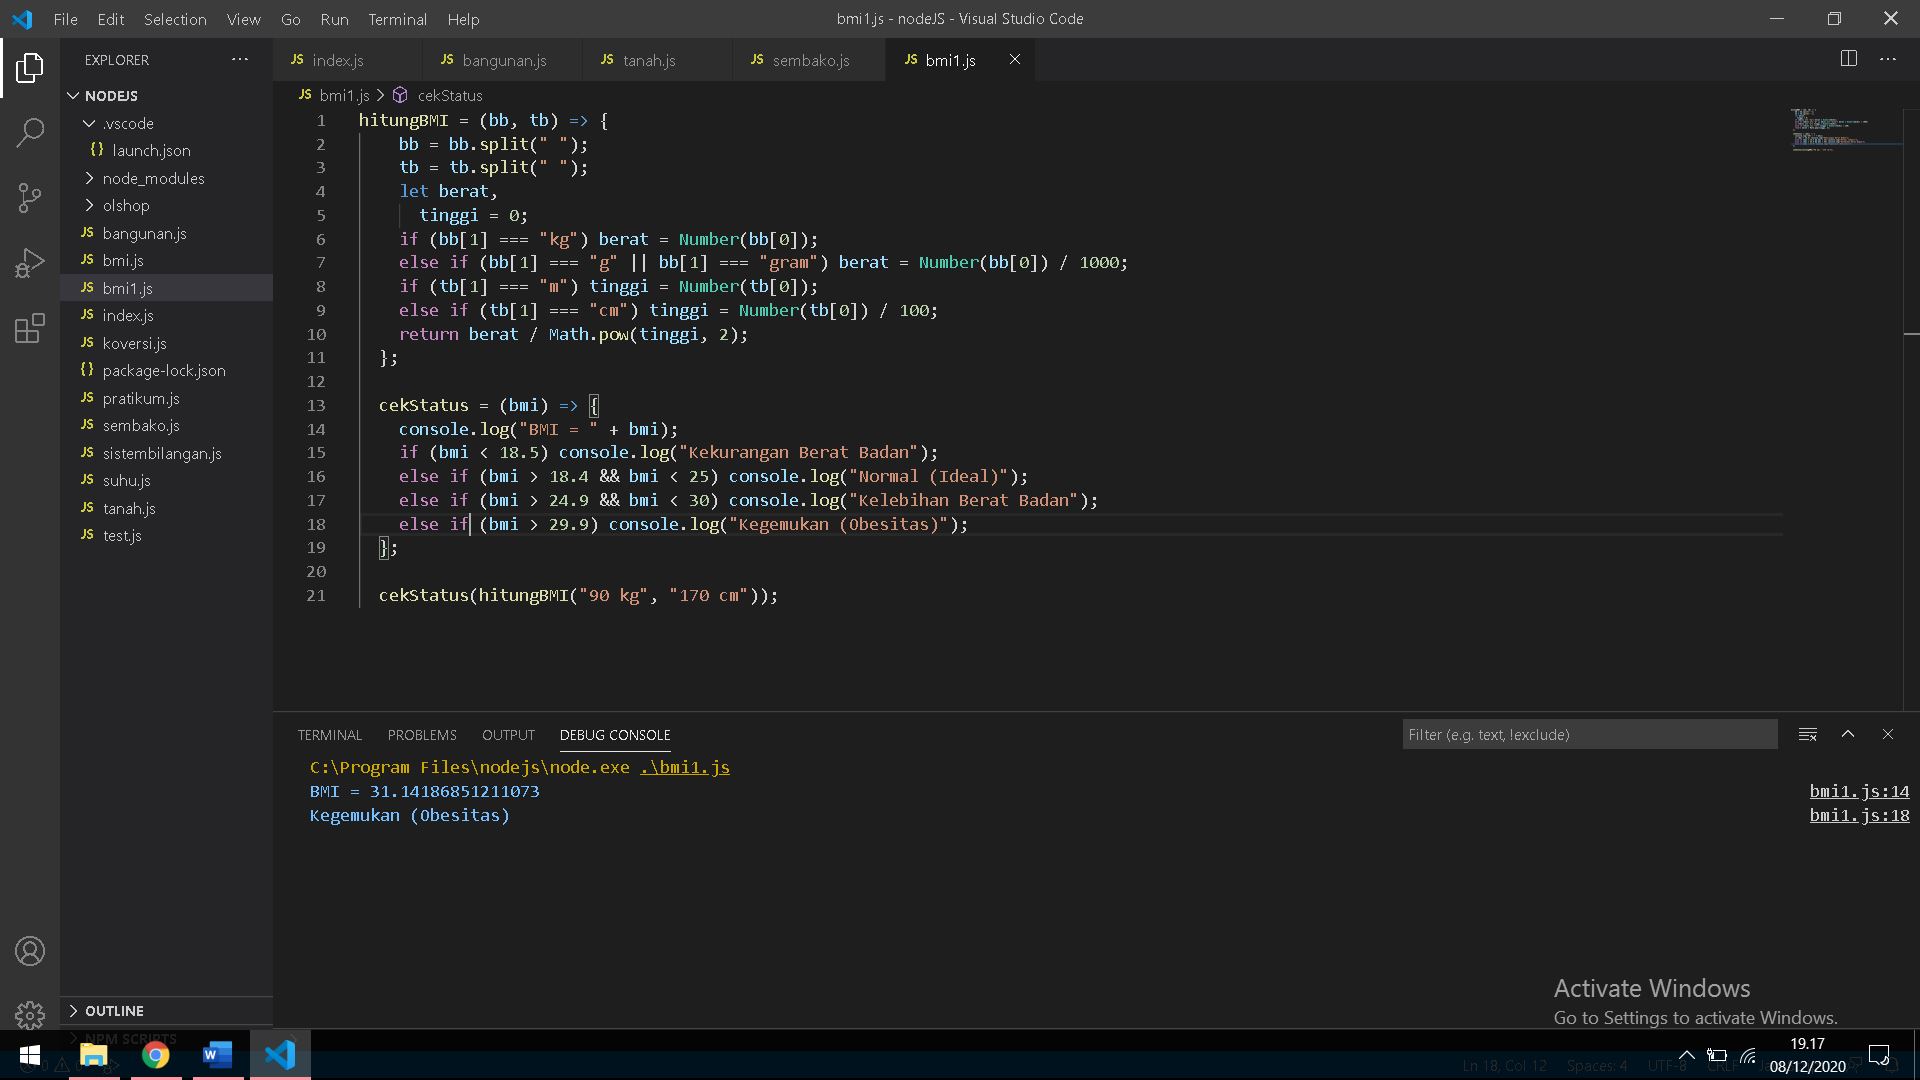 File Edit Selection View Go Run Terminal Help
bmi1.js - nodeJS - Visual Studio Code
EXPLORER
NODEJS
.vscode
{} launch.json
node_modules
olshop
JS bangunan.js
JS bmi.js
JS bmi1.js
JS index.js
JS koversi.js
{} package-lock.json
JS pratikum.js
JS sembako.js
JS sistembilangan.js
JS suhu.js
JS tanah.js
JS test.js
OUTLINE
NPM SCRIPTS
JS index.js JS bangunan.js JS tanah.js JS sembako.js JS bmi1.js
JS bmi1.js > cekStatus
1 hitungBMI = (bb, tb) => {
2 bb = bb.split(" ");
3 tb = tb.split(" ");
4 let berat,
5 tinggi = 0;
6 if (bb[1] === "kg") berat = Number(bb[0]);
7 else if (bb[1] === "g" || bb[1] === "gram") berat = Number(bb[0]) / 1000;
8 if (tb[1] === "m") tinggi = Number(tb[0]);
9 else if (tb[1] === "cm") tinggi = Number(tb[0]) / 100;
10 return berat / Math.pow(tinggi, 2);
11 };
12
13 cekStatus = (bmi) => {
14 console.log("BMI = " + bmi);
15 if (bmi < 18.5) console.log("Kekurangan Berat Badan");
16 else if (bmi > 18.4 && bmi < 25) console.log("Normal (Ideal)");
17 else if (bmi > 24.9 && bmi < 30) console.log("Kelebihan Berat Badan");
18 else if (bmi > 29.9) console.log("Kegemukan (Obesitas)");
19 };
20
21 cekStatus(hitungBMI("90 kg", "170 cm"));
TERMINAL PROBLEMS OUTPUT DEBUG CONSOLE
Filter (e.g. text, !exclude)
C:\Program Files\nodejs\node.exe .\bmi1.js
BMI = 31.14186851211073 bmi1.js:14
Kegemukan (Obesitas) bmi1.js:18
Activate Windows
Go to Settings to activate Windows.
Ln 18, Col 12 Spaces: 4 UTF-8 CRLF
19.17
08/12/2020